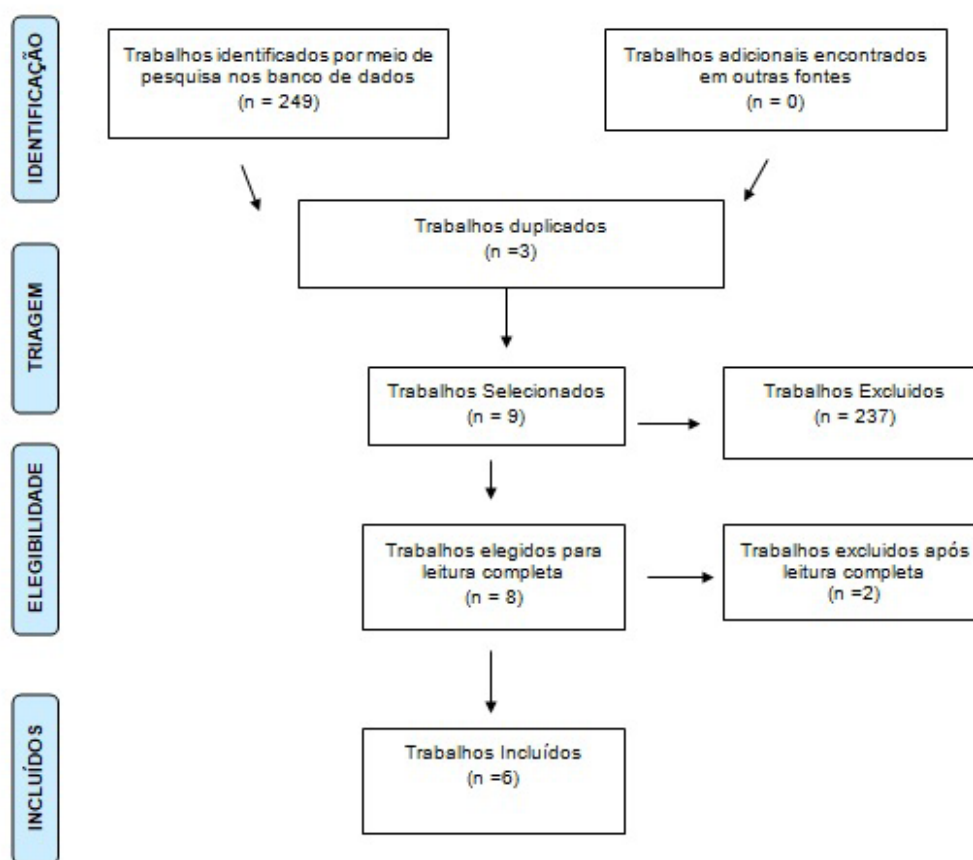 IDENTIFICAÇÃO
Trabalhos identificados por meio de
pesquisa nos banco de dados
(n = 249)
Trabalhos adicionais encontrados
em outras fontes
(n = 0)
Trabalhos duplicados
(n =3)
TRIAGEM
Trabalhos Selecionados
(n = 9)
Trabalhos Excluidos
(n = 237)
ELEGIBILIDADE
Trabalhos elegidos para
leitura completa
(n = 8)
Trabalhos excluidos após
leitura completa
(n =2)
INCLUÍDOS
Trabalhos Incluídos
(n =6)